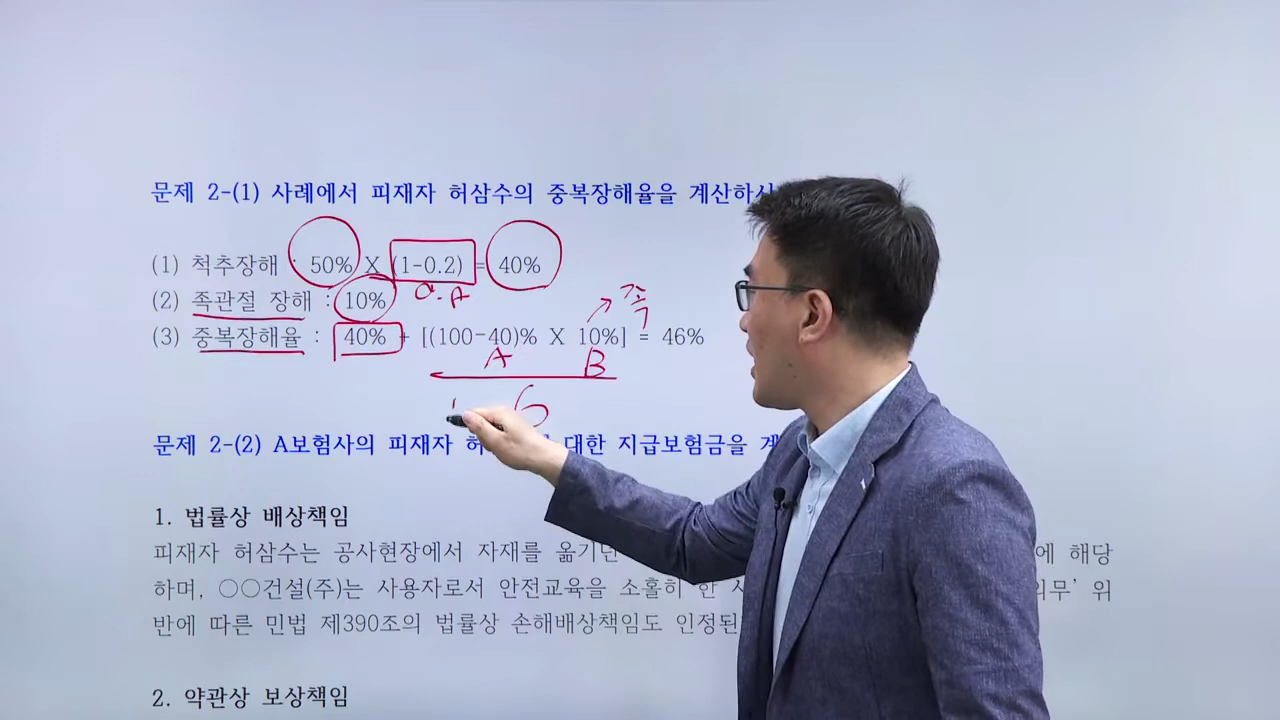 문제 2-(1) 사례에서 피재자 허삼수의 중복장해율을 계산하시
(1) 척추장해 : 50% X (1-0.2) = 40%
(2) 족관절 장해 : 10%
(3) 중복장해율 : 40% + [(100-40)% X 10%] = 46%
A B
6
문제 2-(2) A보험사의 피재자 허 대한 지급보험금을 계
1. 법률상 배상책임
피재자 허삼수는 공사현장에서 자재를 옮기던 에 해당
하며, ○○건설(주)는 사용자로서 안전교육을 소홀히 한 의무' 위
반에 따른 민법 제390조의 법률상 손해배상책임도 인정된
2. 약관상 보상책임